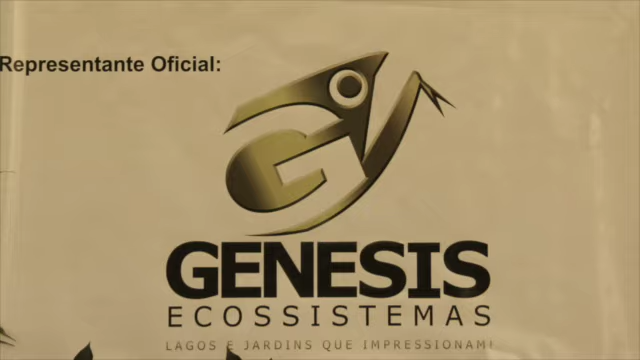 Representante Oficial:
GENESIS
ECOSSISTEMAS
LAGOS E JARDINS QUE IMPRESSIONAM!